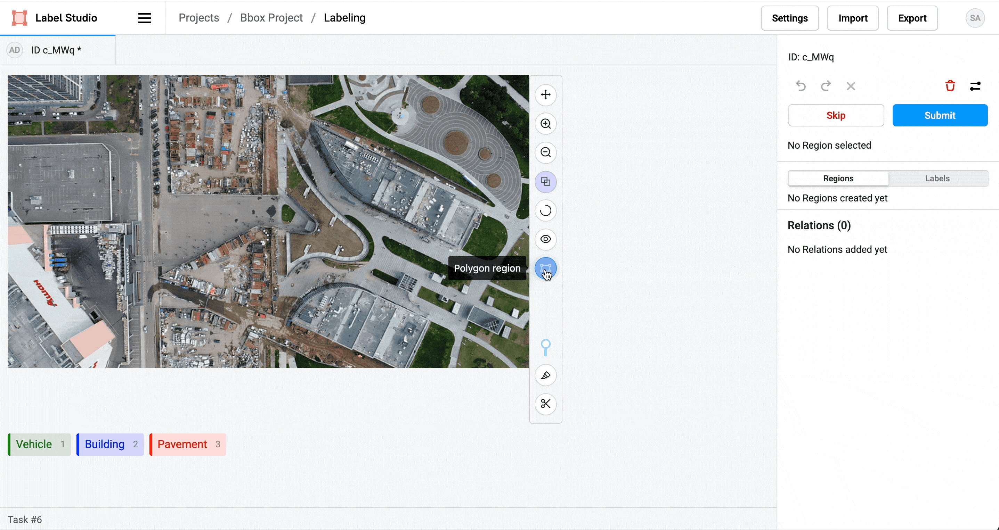 Label Studio
Projects / Bbox Project / Labeling
Settings
Import
Export
SA
AD
ID c_MWq *
ID: c_MWq
Skip
Submit
No Region selected
Regions
Labels
No Regions created yet
Relations (0)
No Relations added yet
Polygon region
АВИАПАРК
Vehicle 1
Building 2
Pavement 3
Task #6